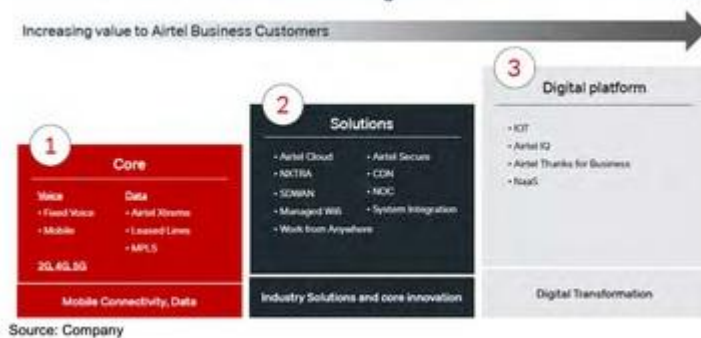 Increasing value to Airtel Business Customers
1
Core
Voice
• Fixed Voice
• Mobile
2G, 4G, 5G
Data
• Airtel Xtreme
• Leased Lines
• MPLS
Mobile Connectivity, Data
2
Solutions
• Airtel Cloud
• NXTRA
• SDWAN
• Managed Wifi
• Work from Anywhere
• Airtel Secure
• CDN
• NOC
• System Integration
Industry Solutions and core innovation
3
Digital platform
• IOT
• Airtel IQ
• Airtel Thanks for Business
• NaaS
Digital Transformation
Source: Company